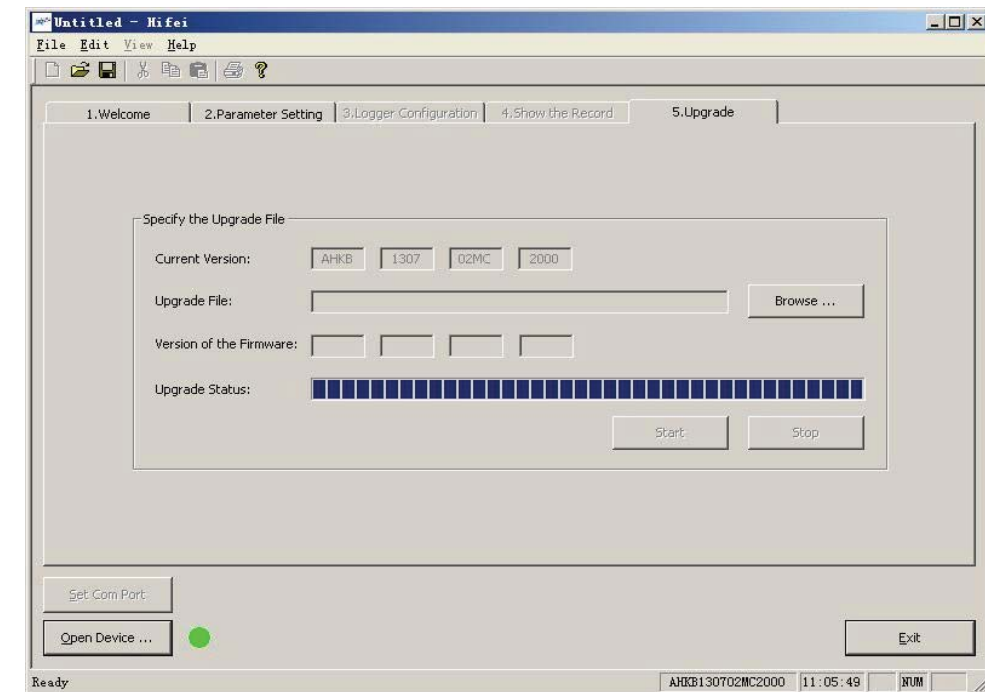 Untitled - Hifei
File Edit View Help
1.Welcome 2.Parameter Setting 3.Logger Configuration 4.Show the Record 5.Upgrade
Specify the Upgrade File
Current Version: AHKB 1307 02MC 2000
Upgrade File: Browse ...
Version of the Firmware:
Upgrade Status:
Start Stop
Set Com Port
Open Device ... Exit
Ready AHKB130702MC2000 11:05:49 NUM